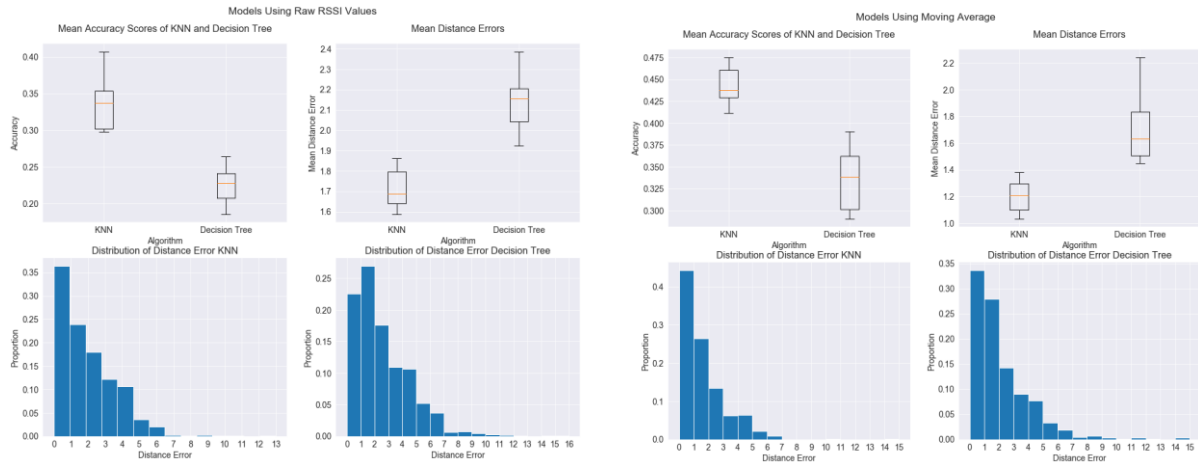 Models Using Raw RSSI Values
Mean Accuracy Scores of KNN and Decision Tree
0.40
0.35
0.30
0.25
0.20
Accuracy
KNN
Decision Tree
Algorithm
Mean Distance Errors
2.4
2.3
2.2
2.1
2.0
1.9
1.8
1.7
1.6
Mean Distance Error
KNN
Decision Tree
Distribution of Distance Error KNN
0.35
0.30
0.25
0.20
0.15
0.10
0.05
0.00
Proportion
0 1 2 3 4 5 6 7 8 9 10 11 12 13
Distance Error
Distribution of Distance Error Decision Tree
0.25
0.20
0.15
0.10
0.05
0.00
Proportion
0 1 2 3 4 5 6 7 8 9 10 11 12 13 14 15 16
Distance Error
Models Using Moving Average
Mean Accuracy Scores of KNN and Decision Tree
0.475
0.450
0.425
0.400
0.375
0.350
0.325
0.300
Accuracy
KNN
Decision Tree
Algorithm
Mean Distance Errors
2.2
2.0
1.8
1.6
1.4
1.2
1.0
Mean Distance Error
KNN
Decision Tree
Distribution of Distance Error KNN
0.4
0.3
0.2
0.1
0.0
Proportion
0 1 2 3 4 5 6 7 8 9 10 11 12 13 14 15
Distance Error
Distribution of Distance Error Decision Tree
0.35
0.30
0.25
0.20
0.15
0.10
0.05
0.00
Proportion
0 1 2 3 4 5 6 7 8 9 10 11 12 13 14 15
Distance Error